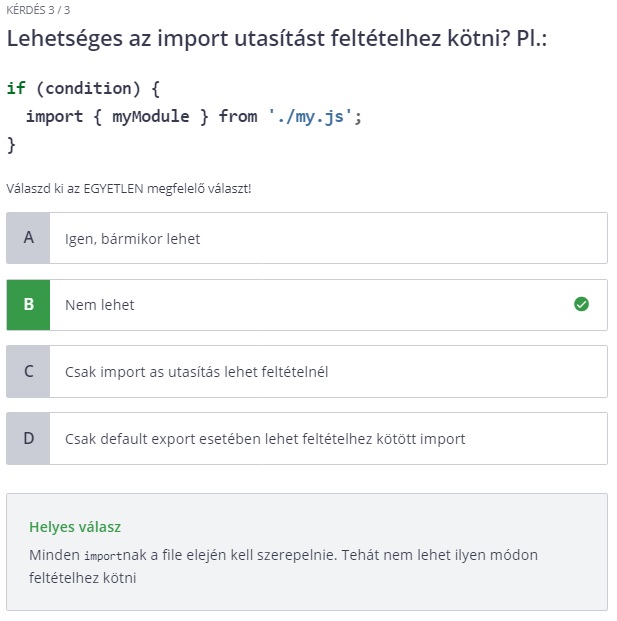 KÉRDÉS 3 / 3
Lehetséges az import utasítást feltételhez kötni? Pl.:
if (condition) {
  import { myModule } from './my.js';
}
Válaszd ki az EGYETLEN megfelelő választ!
A Igen, bármikor lehet
B Nem lehet
C Csak import as utasítás lehet feltételnél
D Csak default export esetében lehet feltételhez kötött import
Helyes válasz
Minden importnak a file elején kell szerepelnie. Tehát nem lehet ilyen módon
feltételhez kötni